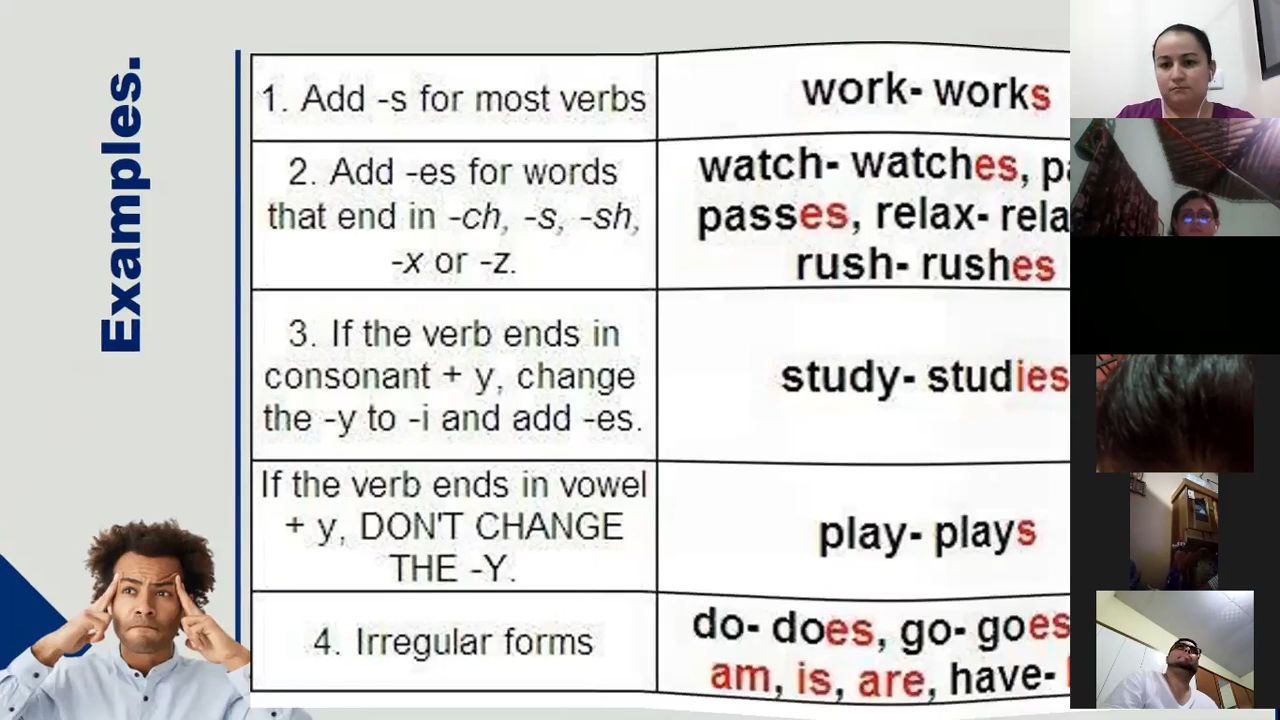 Examples.
1. Add -s for most verbs
work- works
2. Add -es for words
that end in -ch, -s, -sh,
-x or -z.
watch- watches,
passes, relax-
rush- rushes
3. If the verb ends in
consonant + y, change
the -y to -i and add -es.
study- studies
If the verb ends in vowel
+ y, DON'T CHANGE
THE -Y.
play- plays
4. Irregular forms
do- does, go- goes
am, is, are, have-